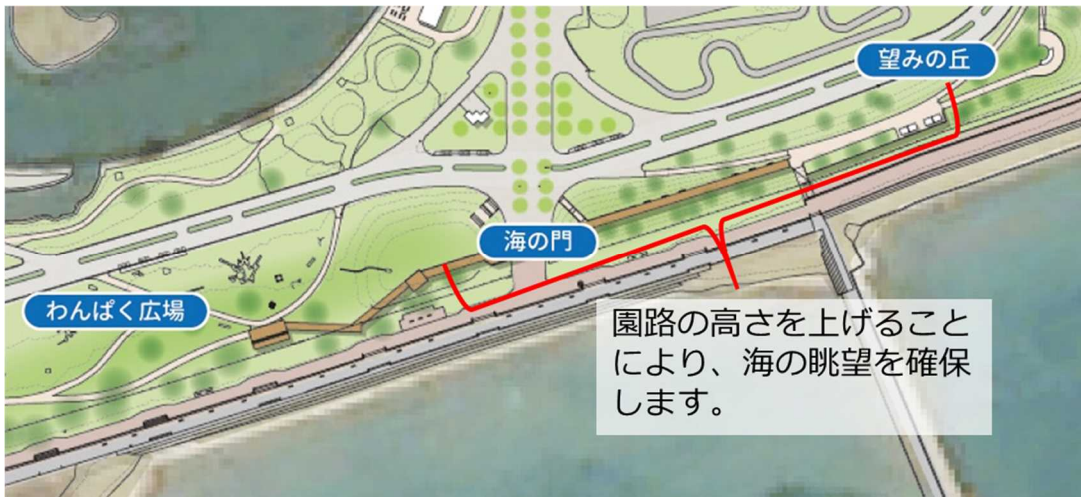 望みの丘
海の門
わんぱく広場
園路の高さを上げること
により、海の眺望を確保
します。